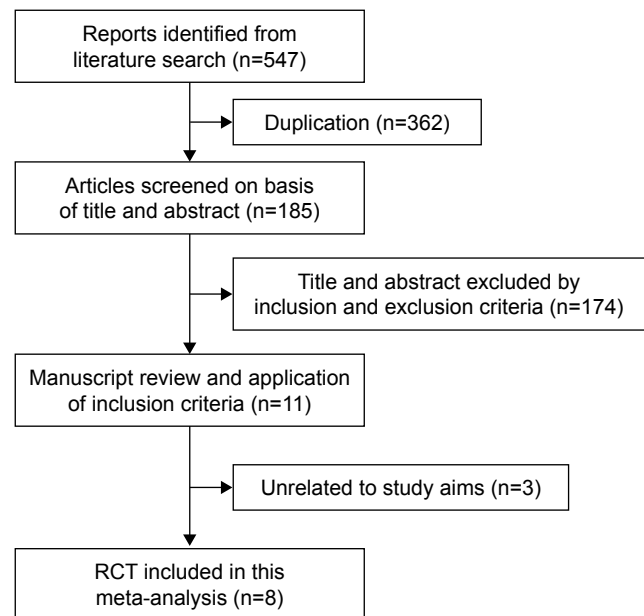 Reports identified from
literature search (n=547)
Duplication (n=362)
Articles screened on basis
of title and abstract (n=185)
Title and abstract excluded by
inclusion and exclusion criteria (n=174)
Manuscript review and application
of inclusion criteria (n=11)
Unrelated to study aims (n=3)
RCT included in this
meta-analysis (n=8)